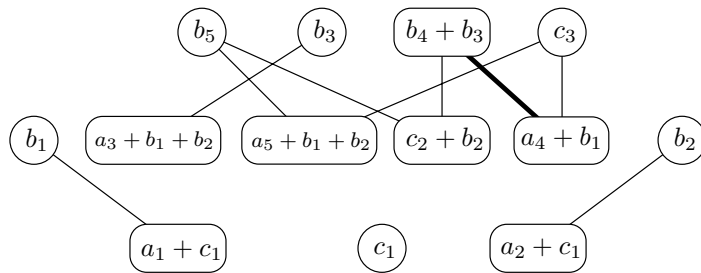 b₅ b₃ b₄ + b₃ c₃
b₁ a₃ + b₁ + b₂ a₅ + b₁ + b₂ c₂ + b₂ a₄ + b₁ b₂
a₁ + c₁ c₁ a₂ + c₁